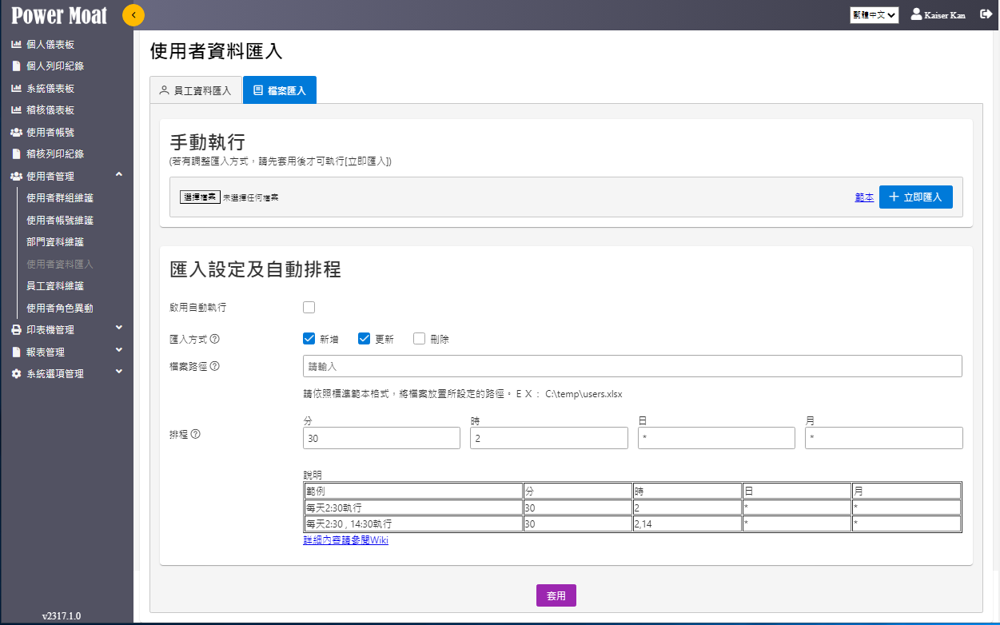 Power Moat
繁體中文
Kaiser Kan
個人儀表板
個人列印紀錄
系統儀表板
稽核儀表板
使用者帳號
稽核列印紀錄
使用者管理
使用者群組維護
使用者帳號維護
部門資料維護
使用者資料匯入
員工資料維護
使用者角色異動
印表機管理
報表管理
系統選項管理
v2317.1.0
使用者資料匯入
員工資料匯入
檔案匯入
手動執行
(若有調整匯入方式，請先套用後才可執行[立即匯入])
選擇檔案 未選擇任何檔案
範本
立即匯入
匯入設定及自動排程
啟用自動執行
匯入方式 新增 更新 刪除
檔案路徑 請輸入
請依照標準範本格式，將檔案放置所設定的路徑。ＥＸ： C:\temp\users.xlsx
分 時 日 月
排程 30 2 * *
說明
範例 分 時 日 月
每天2:30執行 30 2 * *
每天2:30 , 14:30執行 30 2,14 * *
詳細內容請參閱Wiki
套用